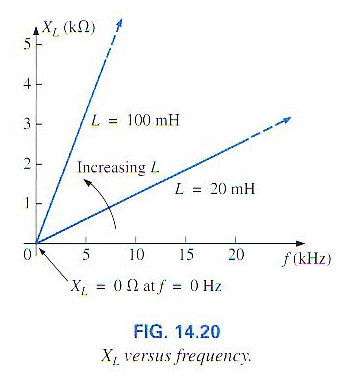 X_L (kΩ)
5
4
3
L = 100 mH
2
Increasing L
L = 20 mH
1
0
5
10
15
20
f (kHz)
X_L = 0 Ω at f = 0 Hz
FIG. 14.20
X_L versus frequency.